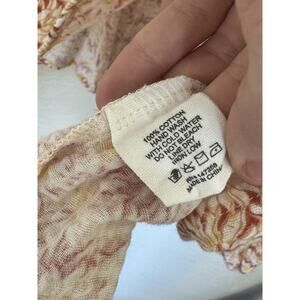 100% COTTON
HAND WASH
WITH COLD WATER
DO NOT BLEACH
LINE DRY
IRON LOW
MADE IN CHINA